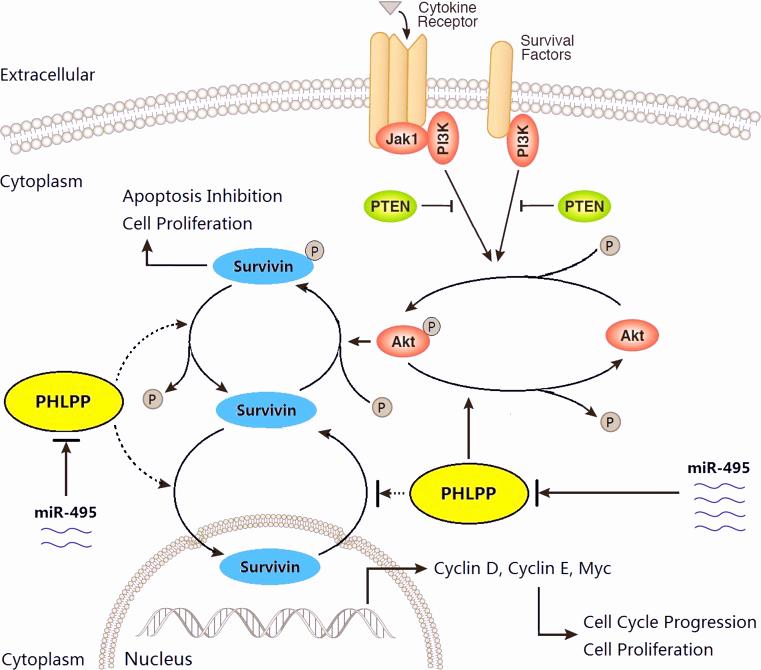 Cytokine
Receptor
Survival
Factors
Extracellular
Jak1
PI3K
PI3K
Cytoplasm
PTEN
PTEN
Apoptosis Inhibition
Cell Proliferation
P
Survivin
P
P
Akt
Akt
PHLPP
P
Survivin
P
P
miR-495
PHLPP
miR-495
Survivin
Cyclin D, Cyclin E, Myc
Cell Cycle Progression
Cell Proliferation
Cytoplasm
Nucleus